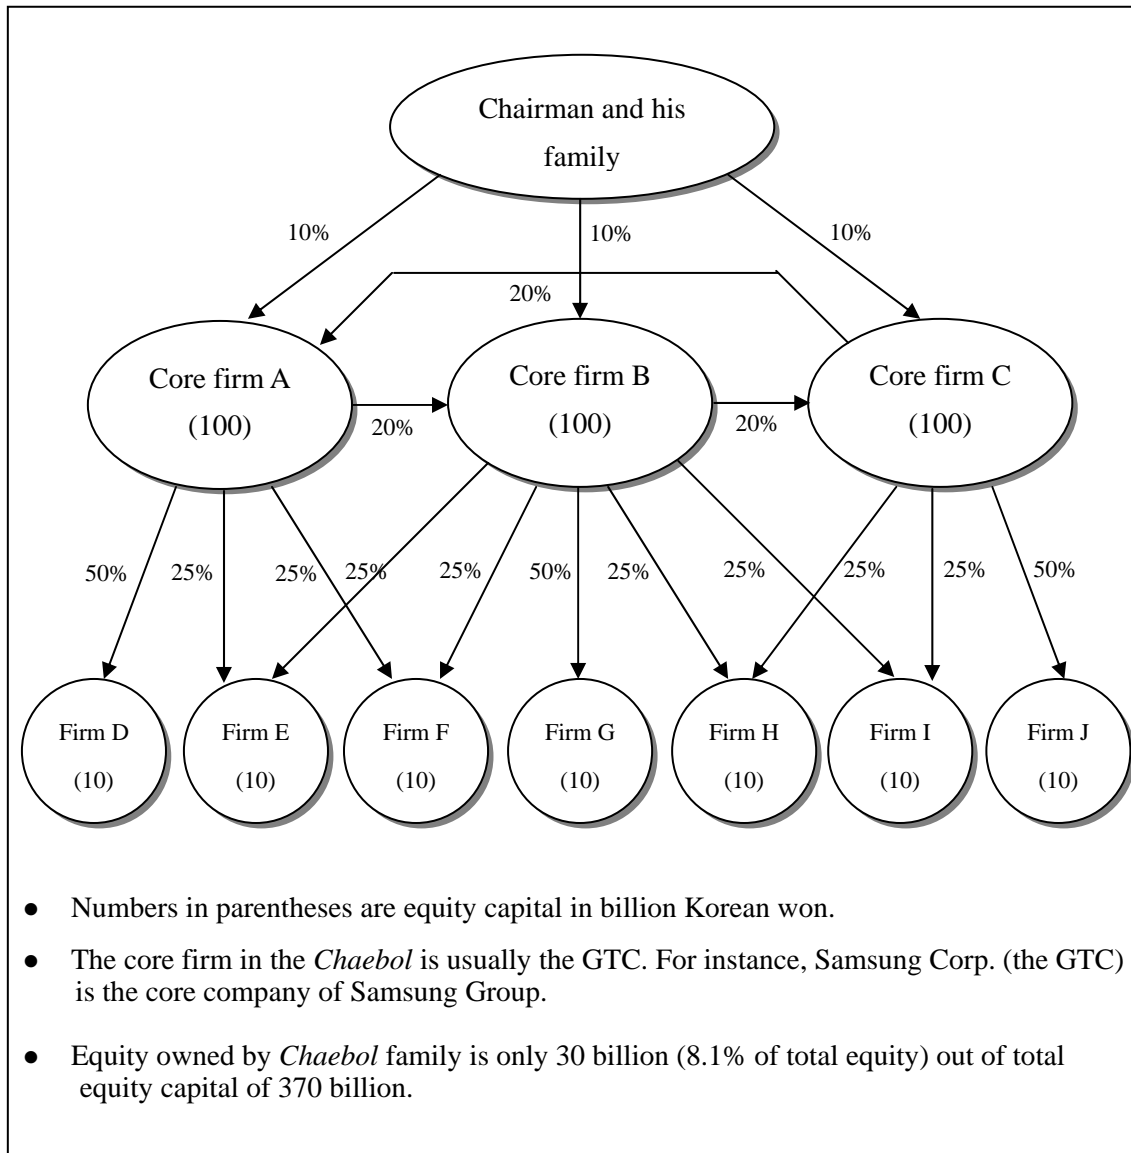 Chairman and his
family
10%
10%
10%
20%
Core firm A
(100)
Core firm B
(100)
Core firm C
(100)
20%
20%
50%
25%
25%
25%
25%
50%
25%
25%
25%
25%
50%
Firm D
(10)
Firm E
(10)
Firm F
(10)
Firm G
(10)
Firm H
(10)
Firm I
(10)
Firm J
(10)
● Numbers in parentheses are equity capital in billion Korean won.
● The core firm in the Chaebol is usually the GTC. For instance, Samsung Corp. (the GTC)
is the core company of Samsung Group.
● Equity owned by Chaebol family is only 30 billion (8.1% of total equity) out of total
equity capital of 370 billion.